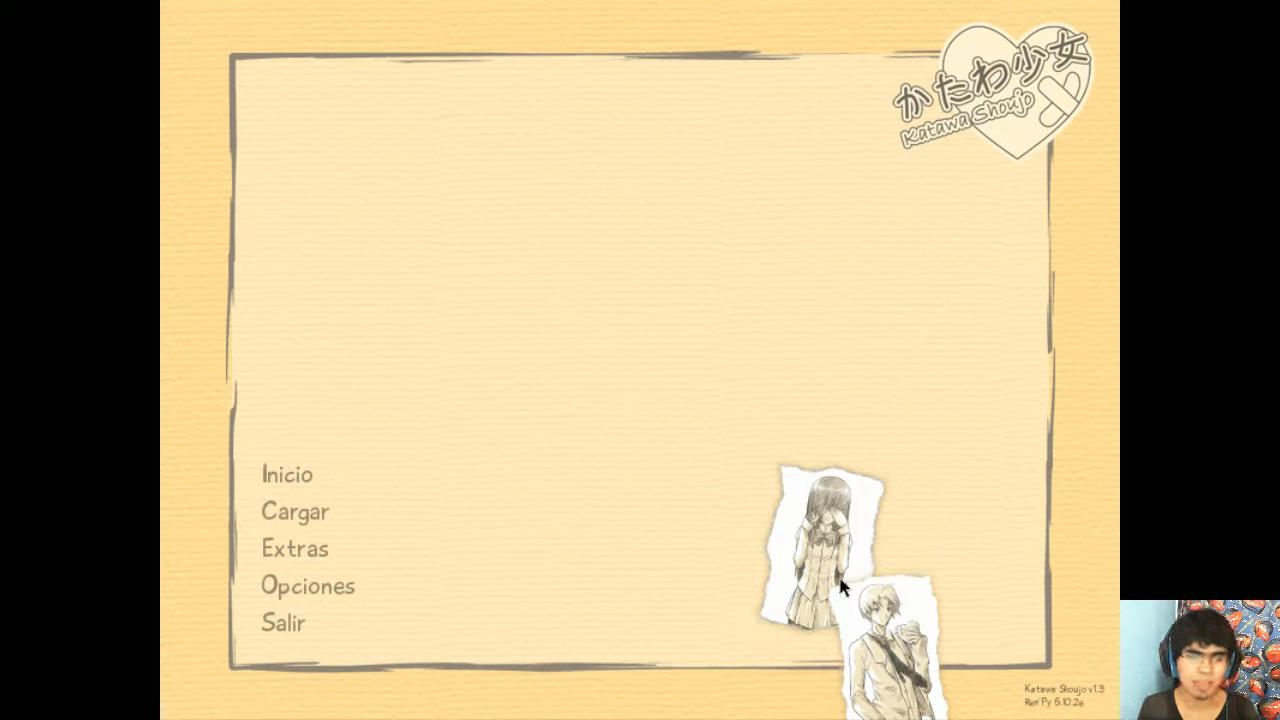 かたわ少女
Katawa Shoujo
Inicio
Cargar
Extras
Opciones
Salir
Katawa Shoujo v1.3
Ren'Py 6.10.2e